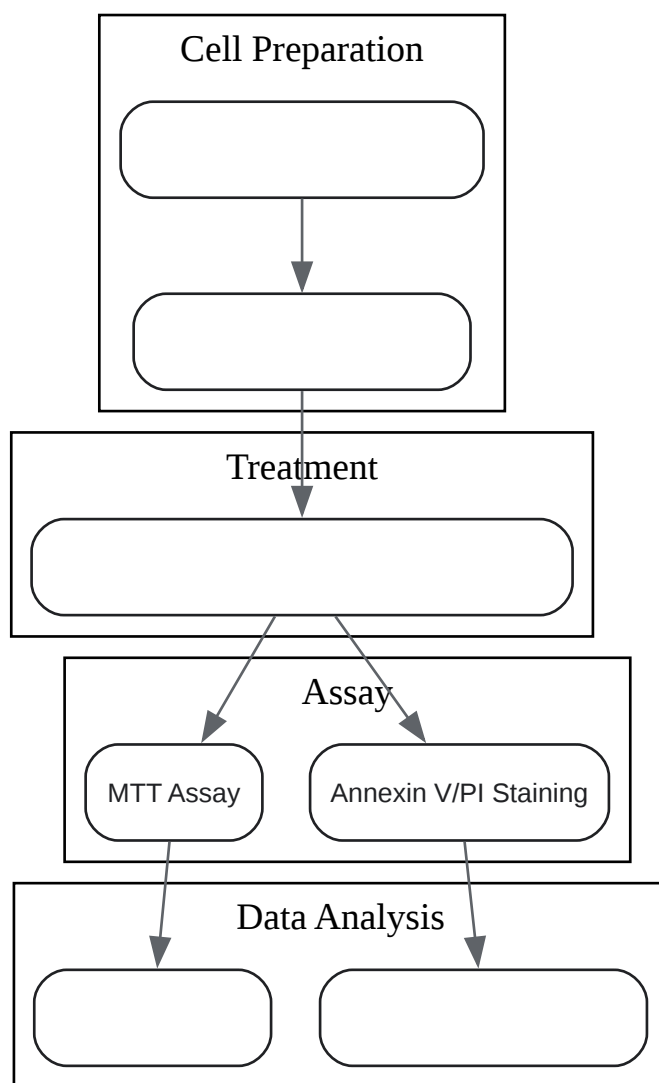 Cell Preparation
Treatment
Assay
MTT Assay
Annexin V/PI Staining
Data Analysis